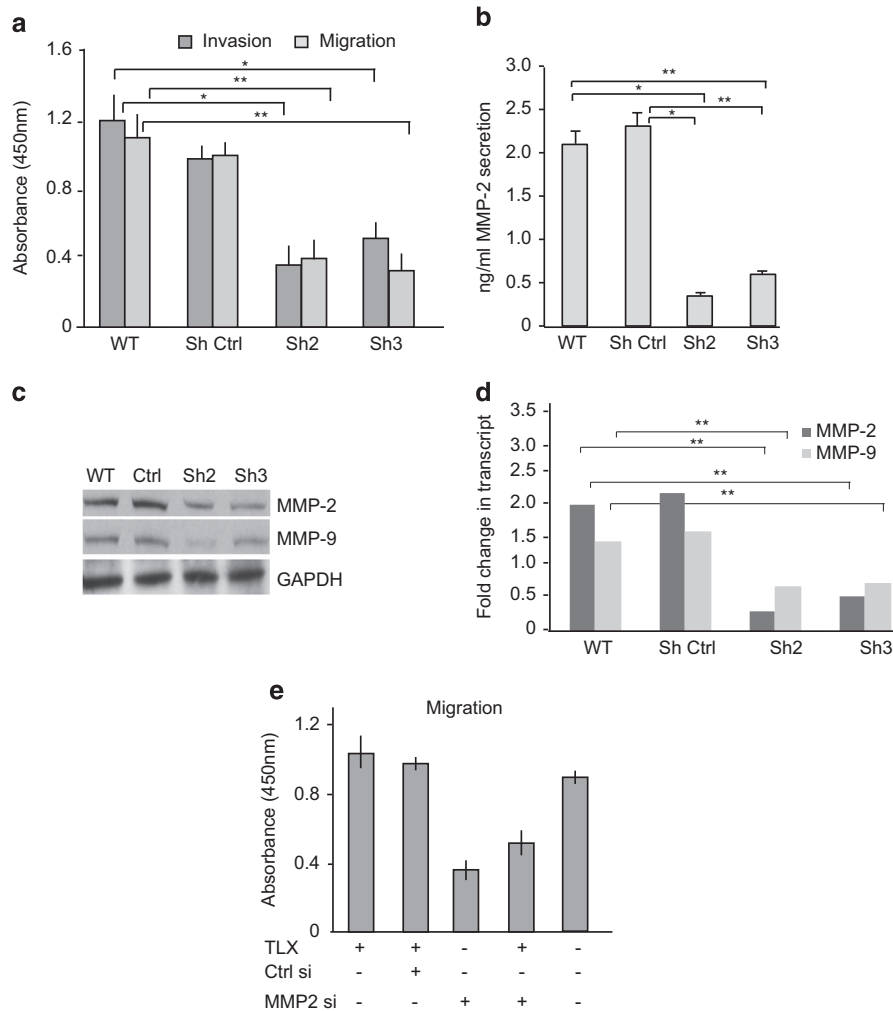 a
Invasion Migration
1.6
1.2
0.8
0.4
0
Absorbance (450nm)
*
**
*
**
WT Sh Ctrl Sh2 Sh3
b
3.0
2.5
2.0
1.5
1.0
0.5
0
ng/ml MMP-2 secretion
**
*
**
*
WT Sh Ctrl Sh2 Sh3
c
WT Ctrl Sh2 Sh3
MMP-2
MMP-9
GAPDH
d
3.5
3.0
2.5
2.0
1.5
1.0
0.5
0
Fold change in transcript
MMP-2
MMP-9
**
**
**
**
WT Sh Ctrl Sh2 Sh3
e
Migration
1.2
0.8
0.4
0
Absorbance (450nm)
TLX + + - + -
Ctrl si - + - - -
MMP2 si - - + + -